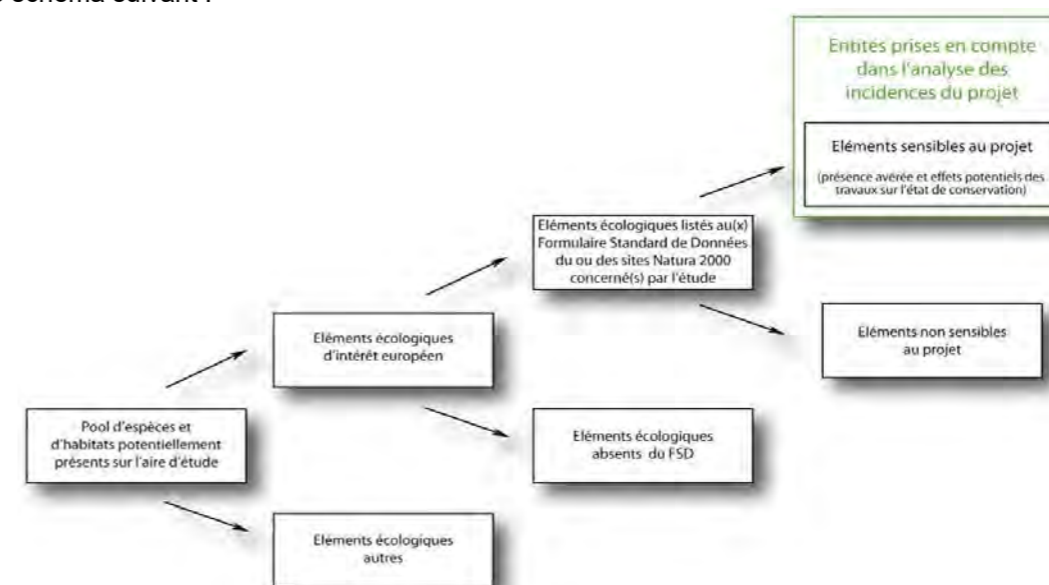 schéma suivant :
Entités prises en compte
dans l'analyse des
incidences du projet
Eléments sensibles au projet
(présence avérée et effets potentiels des
travaux sur l'état de conservation)
Eléments écologiques listés au(x)
Formulaire Standard de Données
du ou des sites Natura 2000
concerné(s) par l'étude
Eléments non sensibles
au projet
Eléments écologiques
d'intérêt européen
Eléments écologiques
absents du FSD
Pool d'espèces et
d'habitats potentiellement
présents sur l'aire d'étude
Eléments écologiques
autres